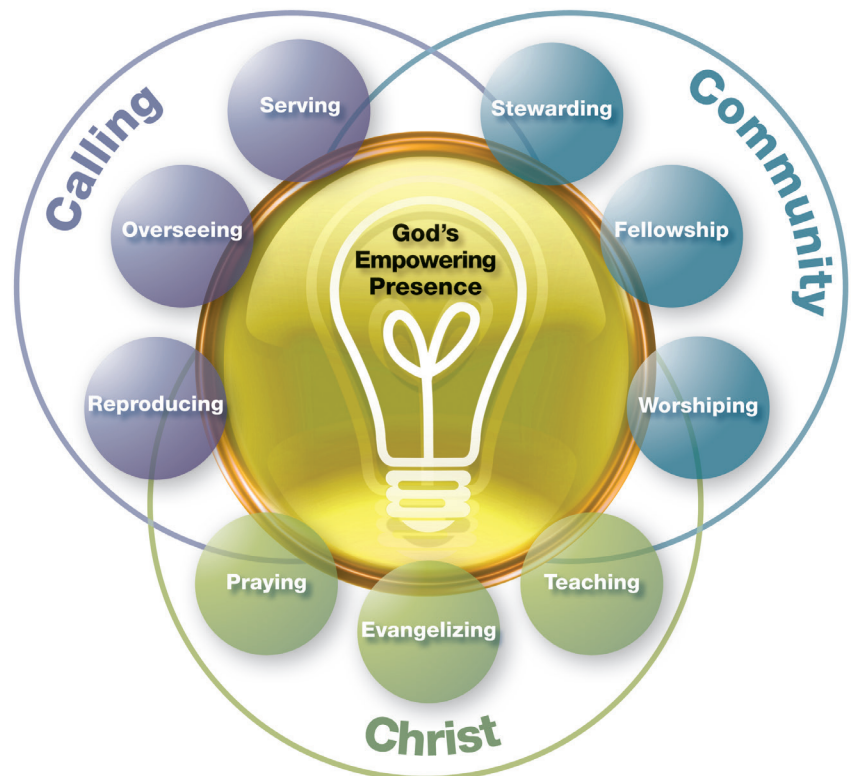 Calling
Community
Serving
Stewarding
Overseeing
Fellowship
God's
Empowering
Presence
Reproducing
Worshiping
Praying
Teaching
Evangelizing
Christ